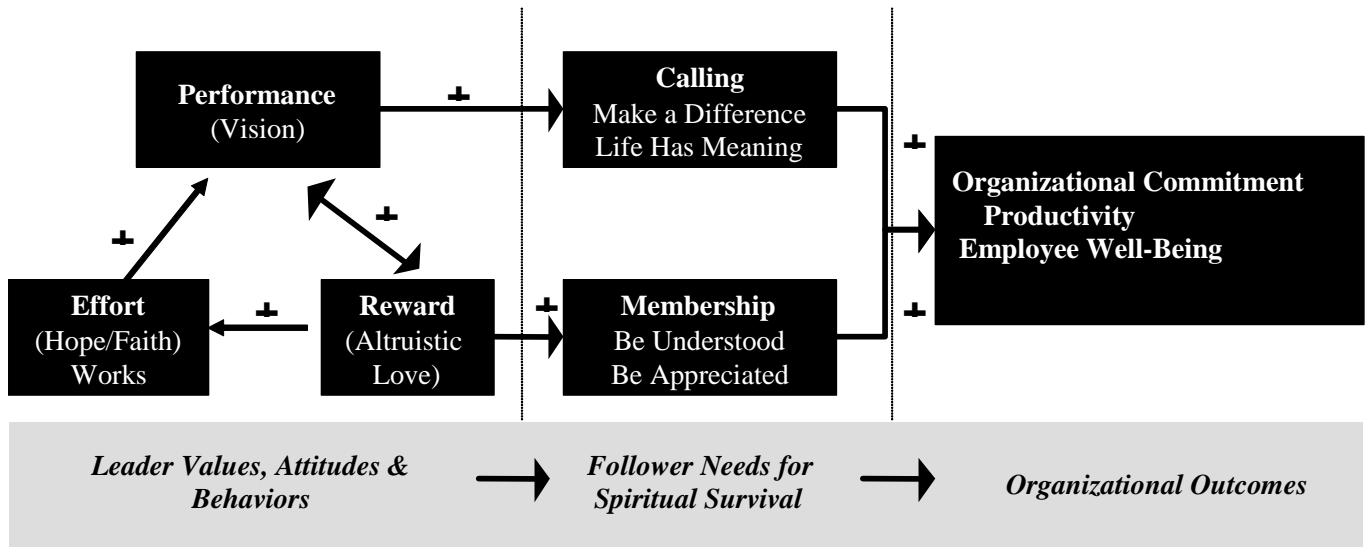 Performance
(Vision)
Calling
Make a Difference
Life Has Meaning
Organizational Commitment
Productivity
Employee Well-Being
Effort
(Hope/Faith)
Works
Reward
(Altruistic
Love)
Membership
Be Understood
Be Appreciated
+
+
+
+
+
+
+
Leader Values, Attitudes &
Behaviors
Follower Needs for
Spiritual Survival
Organizational Outcomes